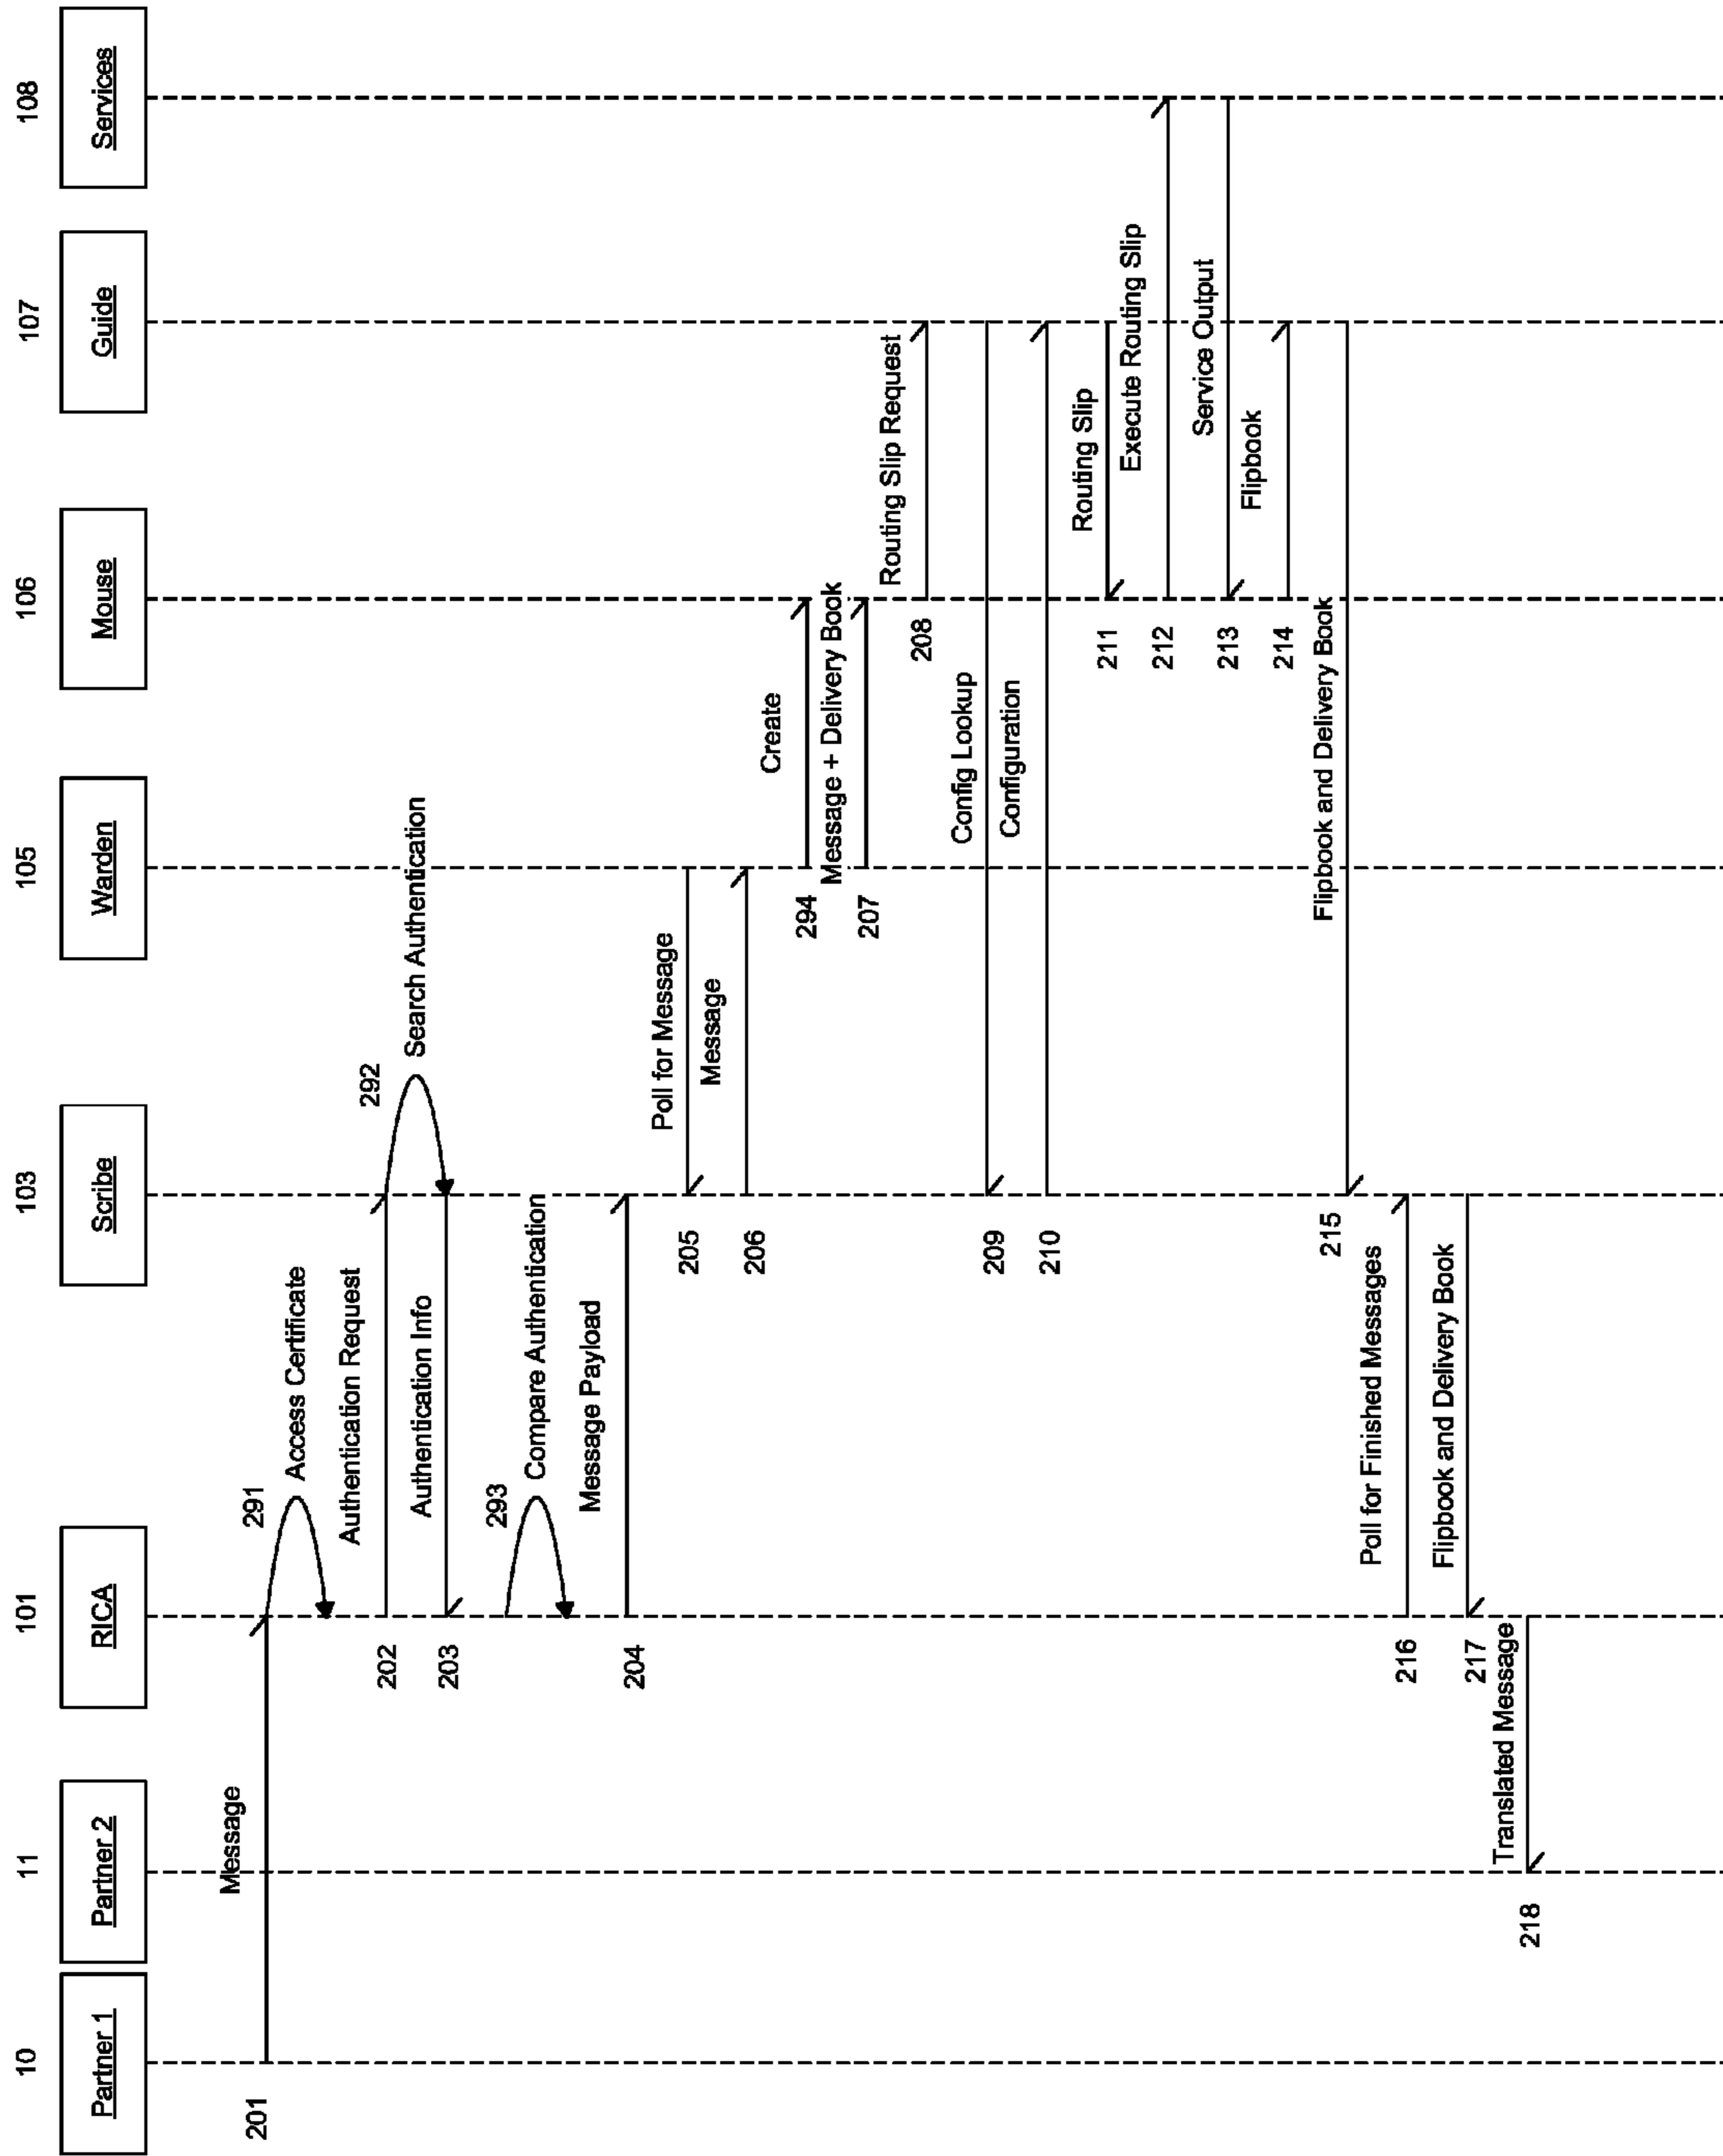 10
11
101
103
105
106
107
108
Partner 1
Partner 2
RICA
Scribe
Warden
Mouse
Guide
Services
Message
201
291
Access Certificate
Authentication Request
202
292
Search Authentication
Authentication Info
203
293
Compare Authentication
Message Payload
204
Poll for Message
205
Message
206
Create
294
Message + Delivery Book
207
Routing Slip Request
208
Config Lookup
209
Configuration
210
Routing Slip
211
Execute Routing Slip
212
Service Output
213
Flipbook
214
Flipbook and Delivery Book
215
Poll for Finished Messages
216
Flipbook and Delivery Book
217
Translated Message
218